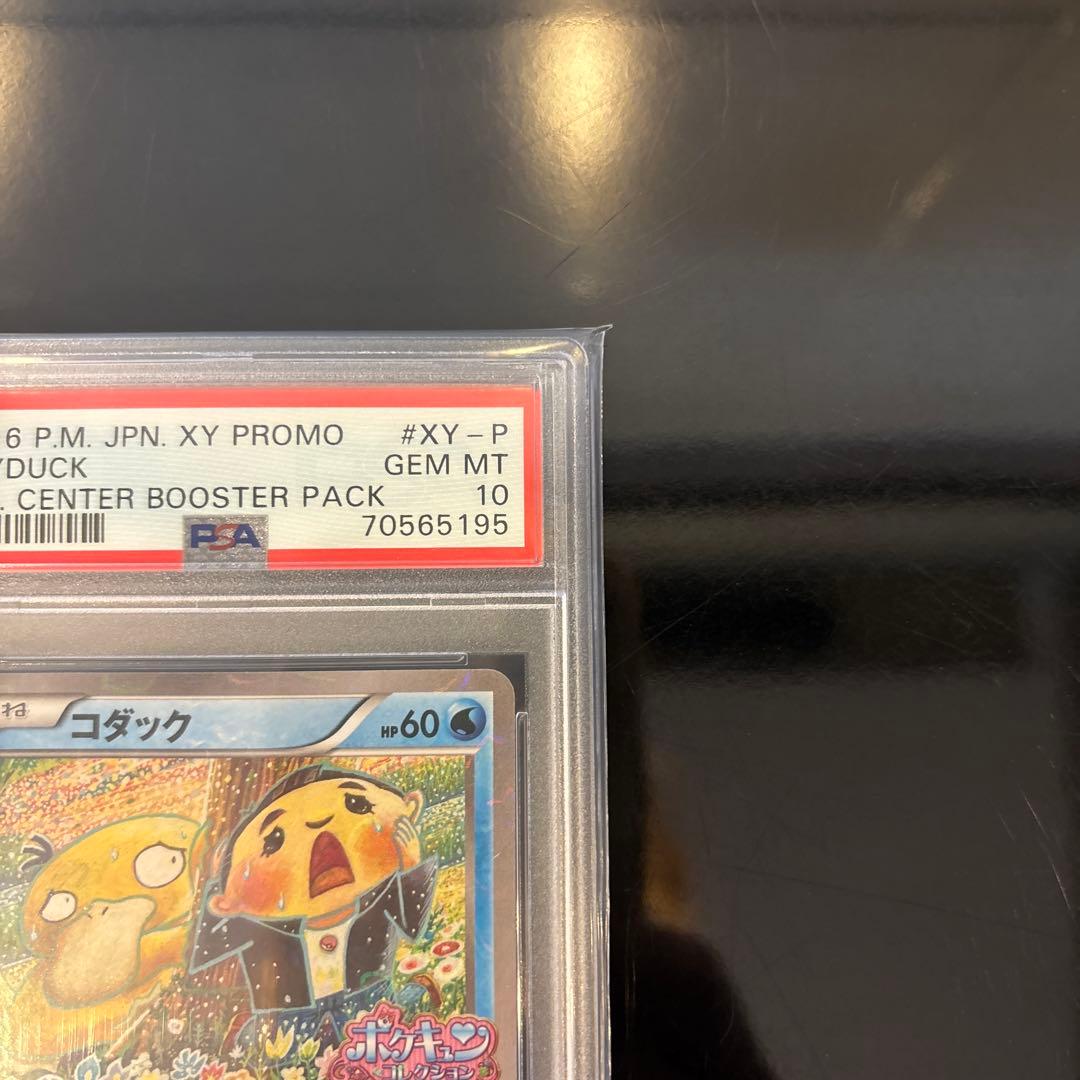 6 P.M. JPN. XY PROMO #XY-P
YDUCK GEM MT
. CENTER BOOSTER PACK 10
PSA 70565195
ね コダック HP60
ポケキュン
コレクション